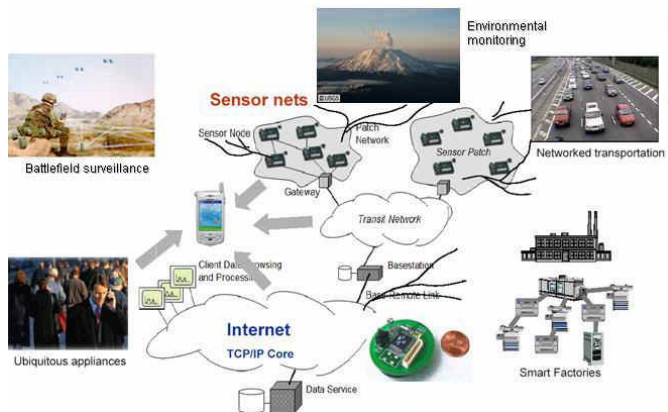 Environmental
monitoring
©USGS
Sensor nets
Sensor Node
Patch
Network
Sensor Patch
Networked transportation
Battlefield surveillance
Gateway
Transit Network
Client Data Browsing
and Processing
Basestation
Base-Remote Link
Internet
TCP/IP Core
Ubiquitous appliances
Data Service
Smart Factories